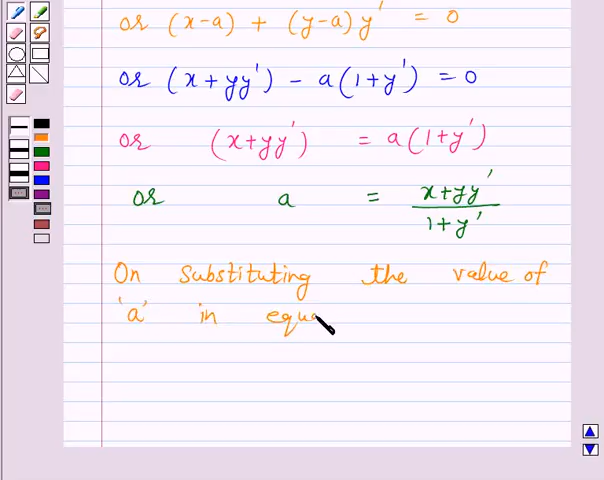 or (x-a) + (y-a)y' = 0
or (x+yy') - a(1+y') = 0
or (x+yy') = a(1+y')
or a = x+yy' / 1+y'
On substituting the value of
'a' in equa